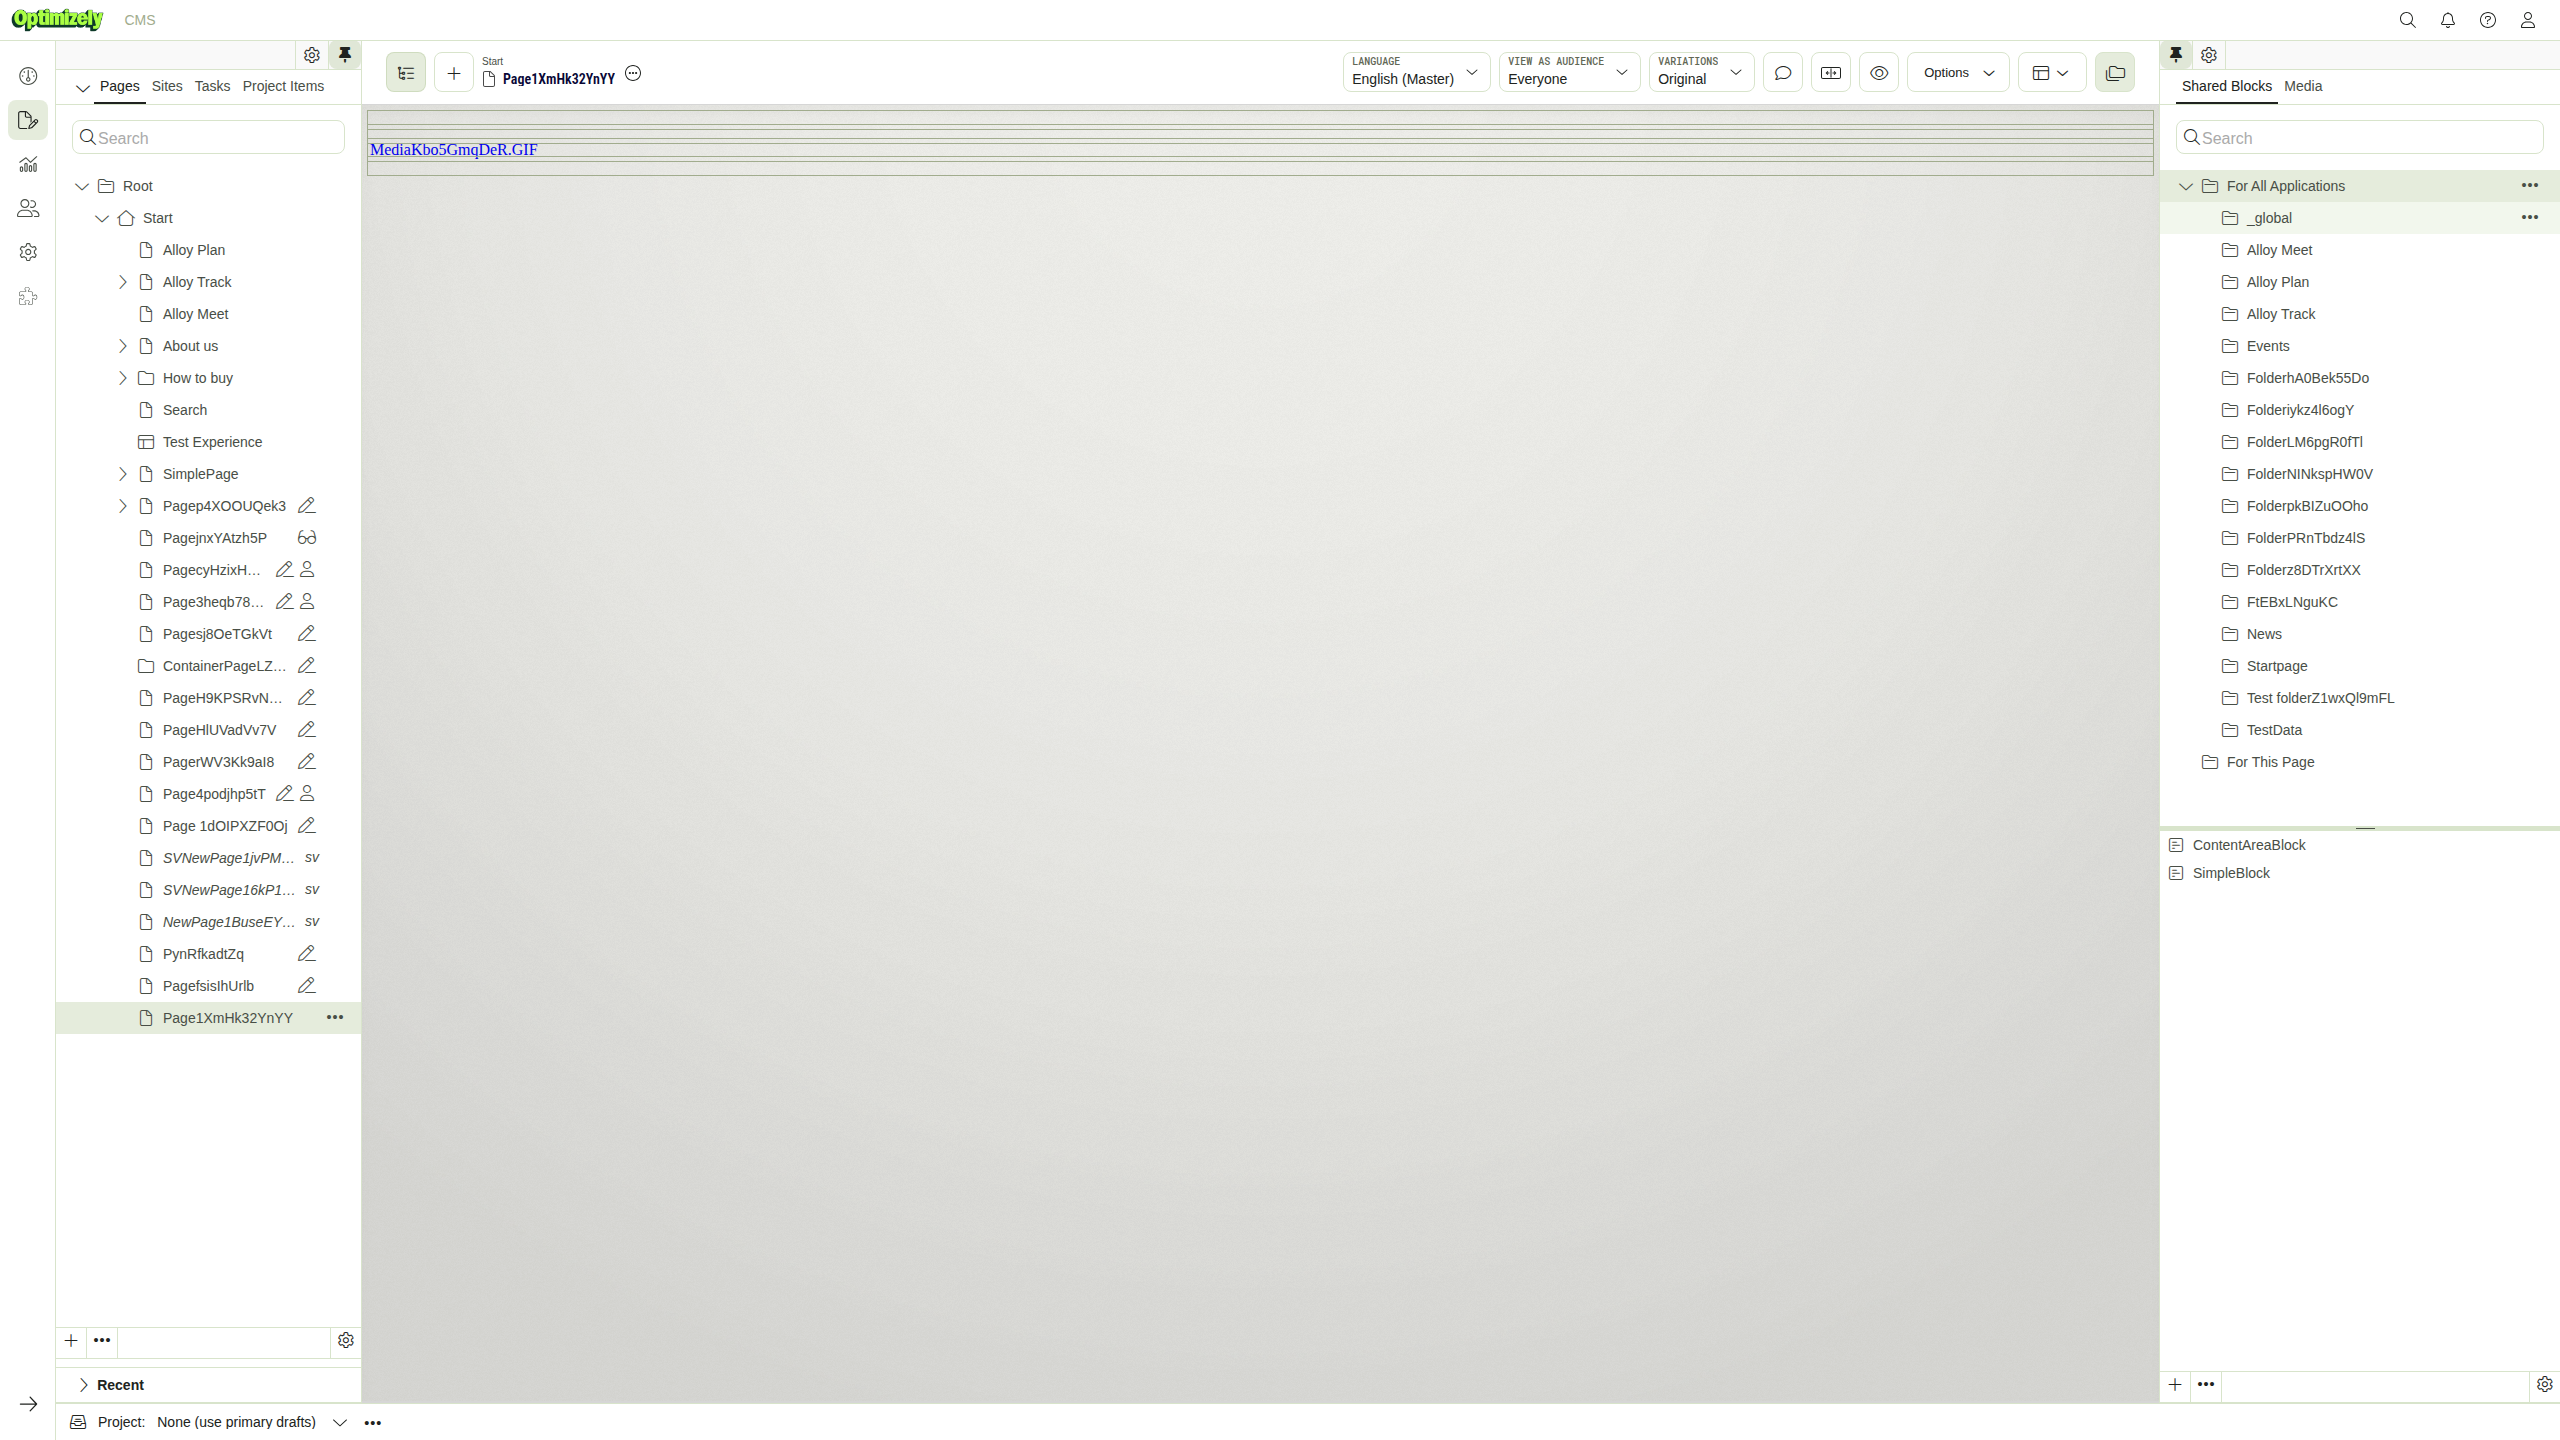 Optimizely CMS
Pages Sites Tasks Project Items
Search
Root
Start
Alloy Plan
Alloy Track
Alloy Meet
About us
How to buy
Search
Test Experience
SimplePage
Pagep4XOOUQek3
PagejnxYAtzh5P
PagecyHzixH...
Page3heqb78...
Pagesj8OeTGkVt
ContainerPageLZ...
PageH9KPSRvN...
PageHlUVadVv7V
PagerWV3Kk9aI8
Page4podjhp5tT
Page 1dOIPXZF0Oj
SVNewPage1jvPM... sv
SVNewPage16kP1... sv
NewPage1BuseEY... sv
PynRfkadtZq
PagefsisIhUrlb
Page1XmHk32YnYY
Recent
Project: None (use primary drafts)
Start
Page1XmHk32YnYY
LANGUAGE
English (Master)
VIEW AS AUDIENCE
Everyone
VARIATIONS
Original
Options
MediaKbo5GmqDeR.GIF
Shared Blocks Media
Search
For All Applications
_global
Alloy Meet
Alloy Plan
Alloy Track
Events
FolderhA0Bek55Do
Folderiykz4l6ogY
FolderLM6pgR0fTl
FolderNINkspHW0V
FolderpkBIZuOOho
FolderPRnTbdz4lS
Folderz8DTrXrtXX
FtEBxLNguKC
News
Startpage
Test folderZ1wxQl9mFL
TestData
For This Page
ContentAreaBlock
SimpleBlock